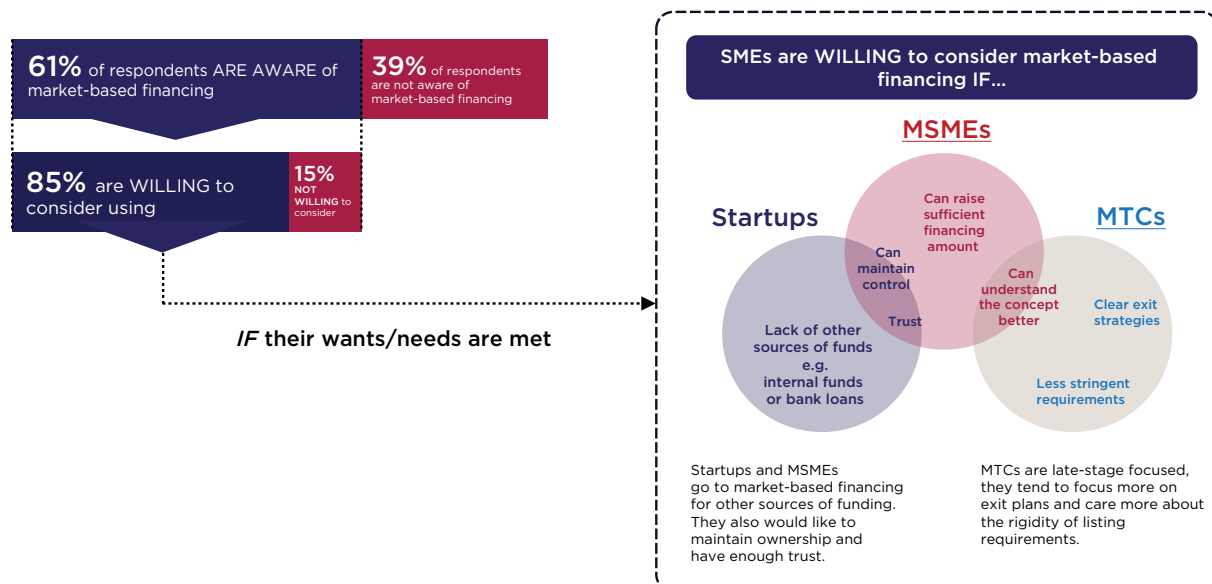 61% of respondents ARE AWARE of
market-based financing
39% of respondents
are not aware of
market-based financing
85% are WILLING to
consider using
15%
NOT
WILLING to
consider
IF their wants/needs are met
SMEs are WILLING to consider market-based
financing IF...
MSMEs
Startups
MTCs
Can raise
sufficient
financing
amount
Can
maintain
control
Trust
Can
understand
the concept
better
Lack of other
sources of funds
e.g.
internal funds
or bank loans
Clear exit
strategies
Less stringent
requirements
Startups and MSMEs
go to market-based financing
for other sources of funding.
They also would like to
maintain ownership and
have enough trust.
MTCs are late-stage focused,
they tend to focus more on
exit plans and care more about
the rigidity of listing
requirements.